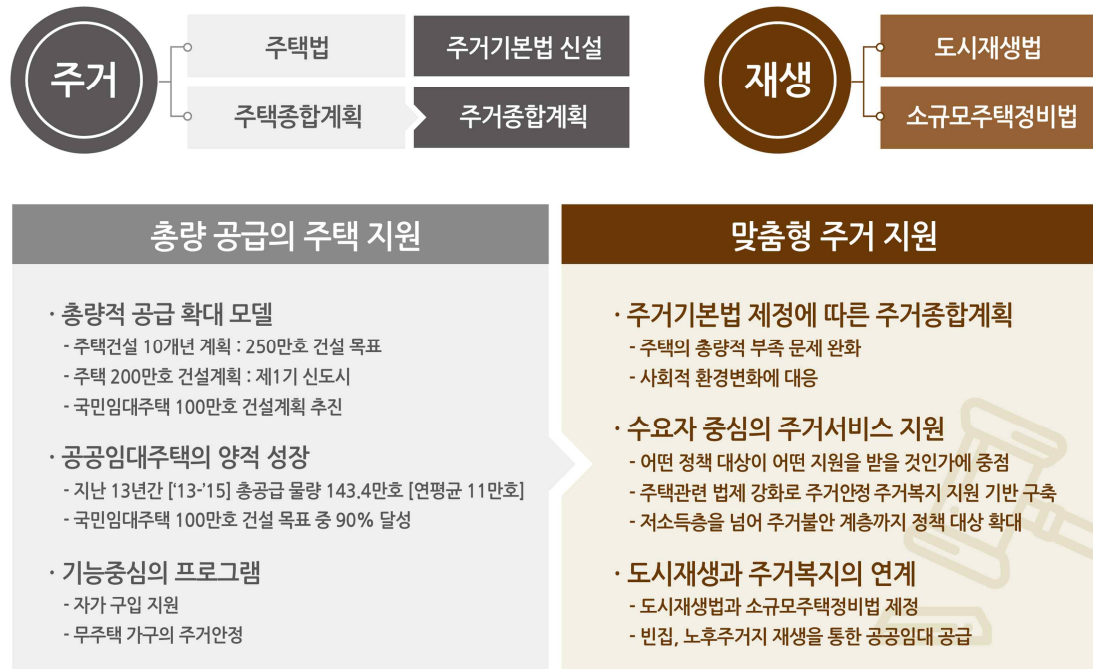 주거
주택법
주거기본법 신설
주택종합계획
주거종합계획
재생
도시재생법
소규모주택정비법
총량 공급의 주택 지원
· 총량적 공급 확대 모델
- 주택건설 10개년 계획 : 250만호 건설 목표
- 주택 200만호 건설계획 : 제1기 신도시
- 국민임대주택 100만호 건설계획 추진
· 공공임대주택의 양적 성장
- 지난 13년간 [‘13-’15] 총공급 물량 143.4만호 [연평균 11만호]
- 국민임대주택 100만호 건설 목표 중 90% 달성
· 기능중심의 프로그램
- 자가 구입 지원
- 무주택 가구의 주거안정
맞춤형 주거 지원
· 주거기본법 제정에 따른 주거종합계획
- 주택의 총량적 부족 문제 완화
- 사회적 환경변화에 대응
· 수요자 중심의 주거서비스 지원
- 어떤 정책 대상이 어떤 지원을 받을 것인가에 중점
- 주택관련 법제 강화로 주거안정 주거복지 지원 기반 구축
- 저소득층을 넘어 주거불안 계층까지 정책 대상 확대
· 도시재생과 주거복지의 연계
- 도시재생법과 소규모주택정비법 제정
- 빈집, 노후주거지 재생을 통한 공공임대 공급